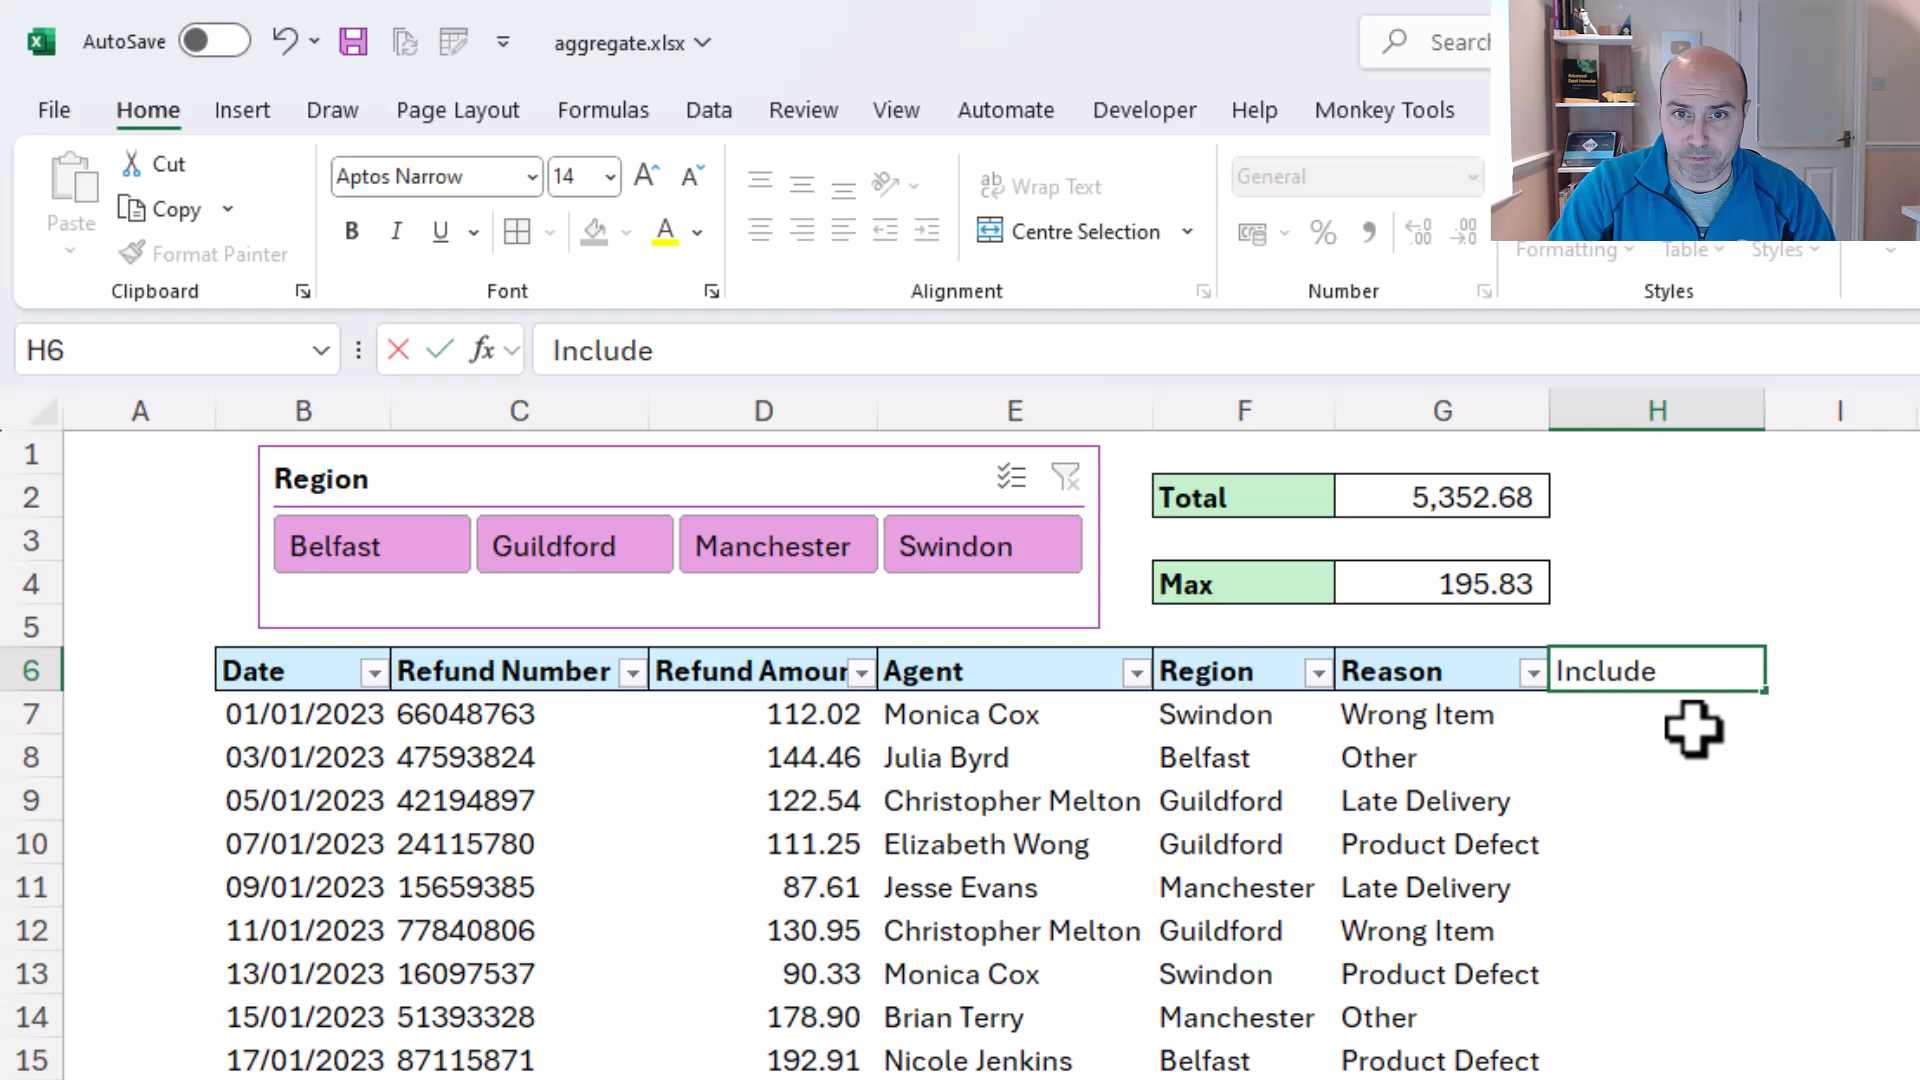 AutoSave
aggregate.xlsx
Search
File Home Insert Draw Page Layout Formulas Data Review View Automate Developer Help Monkey Tools
Paste
Cut
Copy
Format Painter
Clipboard
Aptos Narrow 14
B I U
Font
Wrap Text
Centre Selection
Alignment
General
Number
Formatting Table Styles
Styles
H6 fx Include
A B C D E F G H I
1
2
3
4
5
Region
Belfast Guildford Manchester Swindon
Total 5,352.68
Max 195.83
6 Date Refund Number Refund Amour Agent Region Reason Include
7 01/01/2023 66048763 112.02 Monica Cox Swindon Wrong Item
8 03/01/2023 47593824 144.46 Julia Byrd Belfast Other
9 05/01/2023 42194897 122.54 Christopher Melton Guildford Late Delivery
10 07/01/2023 24115780 111.25 Elizabeth Wong Guildford Product Defect
11 09/01/2023 15659385 87.61 Jesse Evans Manchester Late Delivery
12 11/01/2023 77840806 130.95 Christopher Melton Guildford Wrong Item
13 13/01/2023 16097537 90.33 Monica Cox Swindon Product Defect
14 15/01/2023 51393328 178.90 Brian Terry Manchester Other
15 17/01/2023 87115871 192.91 Nicole Jenkins Belfast Product Defect